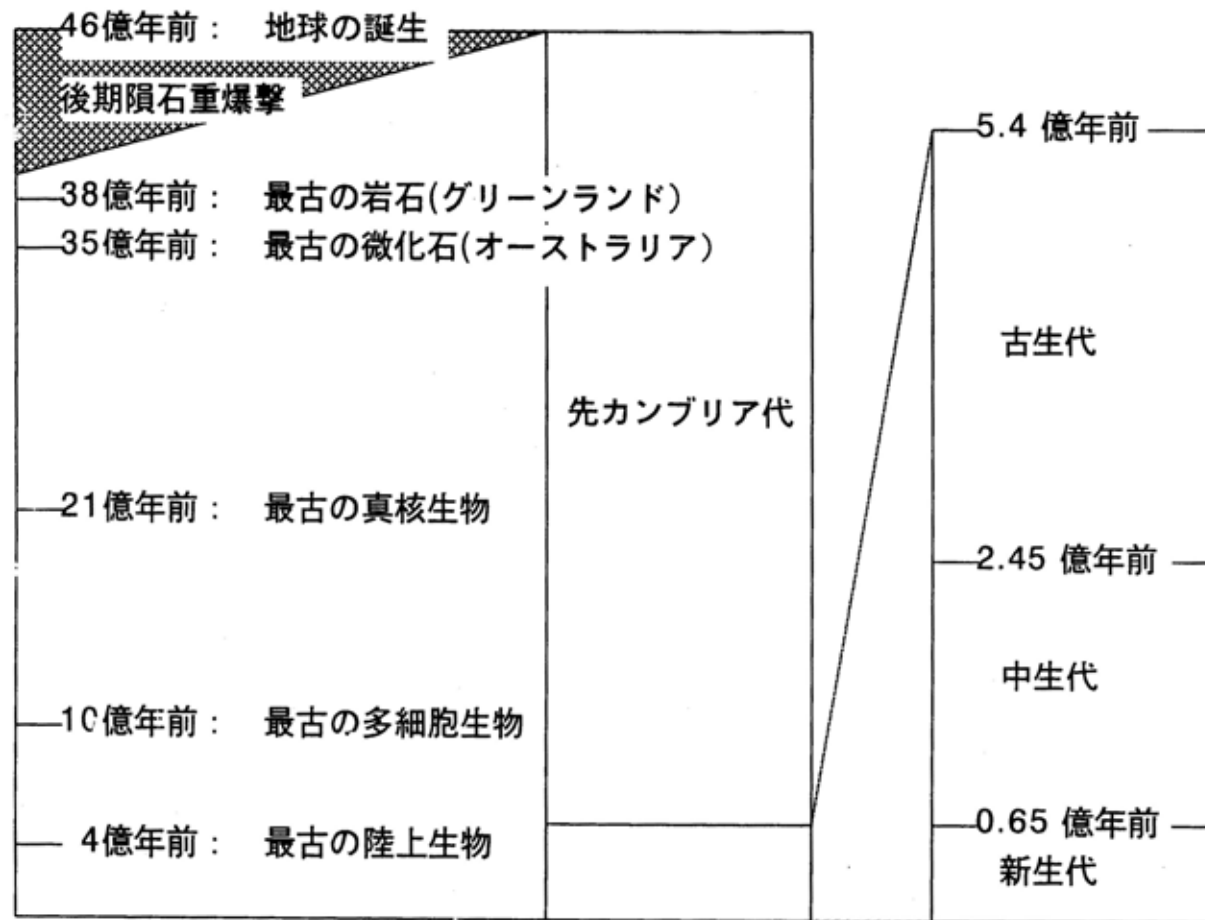 46億年前： 地球の誕生
後期隕石重爆撃
38億年前： 最古の岩石(グリーンランド)
35億年前： 最古の微化石(オーストラリア)
21億年前： 最古の真核生物
10億年前： 最古の多細胞生物
4億年前： 最古の陸上生物
先カンブリア代
5.4 億年前
古生代
2.45 億年前
中生代
0.65 億年前
新生代